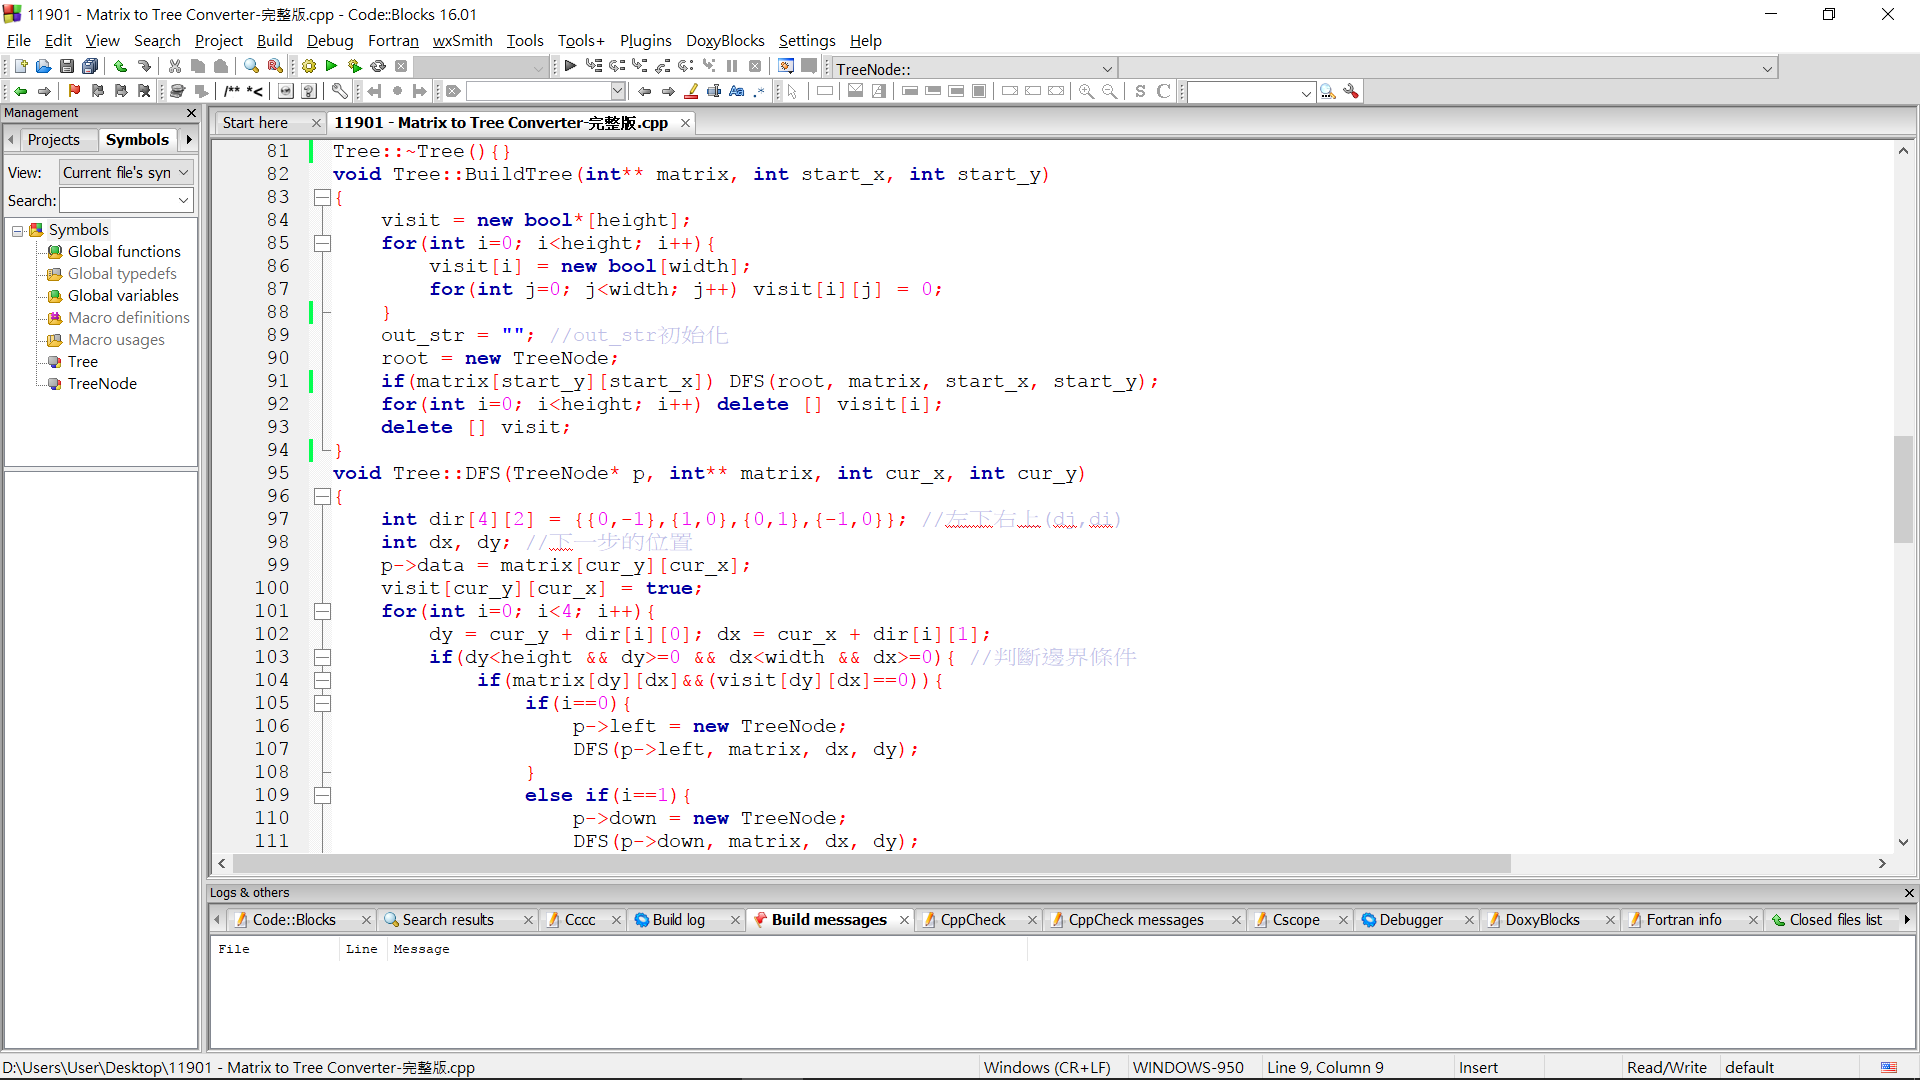 11901 - Matrix to Tree Converter-完整版.cpp - Code::Blocks 16.01
File Edit View Search Project Build Debug Fortran wxSmith Tools Tools+ Plugins DoxyBlocks Settings Help
TreeNode::
/** *<
S C
Management
Start here 11901 - Matrix to Tree Converter-完整版.cpp
Projects Symbols
View: Current file's syn
Search:
Symbols
Global functions
Global typedefs
Global variables
Macro definitions
Macro usages
Tree
TreeNode
81 Tree::~Tree(){}
82 void Tree::BuildTree(int** matrix, int start_x, int start_y)
83 {
84 visit = new bool*[height];
85 for(int i=0; i<height; i++){
86 visit[i] = new bool[width];
87 for(int j=0; j<width; j++) visit[i][j] = 0;
88 }
89 out_str = ""; //out_str初始化
90 root = new TreeNode;
91 if(matrix[start_y][start_x]) DFS(root, matrix, start_x, start_y);
92 for(int i=0; i<height; i++) delete [] visit[i];
93 delete [] visit;
94 }
95 void Tree::DFS(TreeNode* p, int** matrix, int cur_x, int cur_y)
96 {
97 int dir[4][2] = {{0,-1},{1,0},{0,1},{-1,0}}; //左下右上(dj,di)
98 int dx, dy; //下一步的位置
99 p->data = matrix[cur_y][cur_x];
100 visit[cur_y][cur_x] = true;
101 for(int i=0; i<4; i++){
102 dy = cur_y + dir[i][0]; dx = cur_x + dir[i][1];
103 if(dy<height && dy>=0 && dx<width && dx>=0){ //判斷邊界條件
104 if(matrix[dy][dx]&&(visit[dy][dx]==0)){
105 if(i==0){
106 p->left = new TreeNode;
107 DFS(p->left, matrix, dx, dy);
108 }
109 else if(i==1){
110 p->down = new TreeNode;
111 DFS(p->down, matrix, dx, dy);
Logs & others
Code::Blocks Search results Cccc Build log Build messages CppCheck CppCheck messages Cscope Debugger DoxyBlocks Fortran info Closed files list
File Line Message
D:\Users\User\Desktop\11901 - Matrix to Tree Converter-完整版.cpp Windows (CR+LF) WINDOWS-950 Line 9, Column 9 Insert Read/Write default